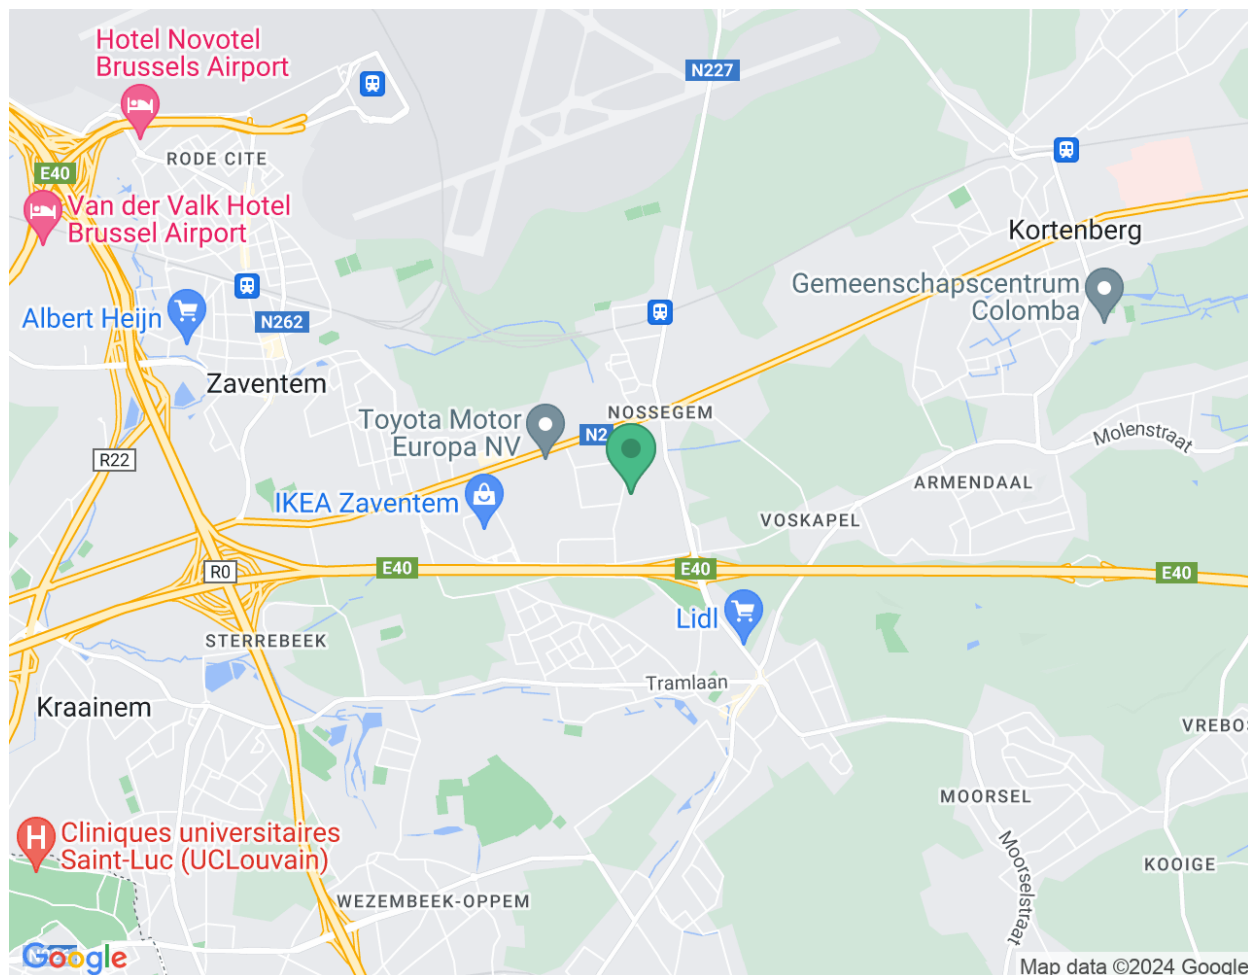 Hotel Novotel
Brussels Airport
N227
RODE CITE
E40
Van der Valk Hotel
Brussel Airport
Kortenberg
Gemeenschapscentrum
Colomba
Albert Heijn
N262
Zaventem
NOSSEGEM
Toyota Motor
Europa NV
N2
Molenstraat
R22
ARMENDAAL
IKEA Zaventem
VOSKAPEL
R0
E40
E40
E40
Lidl
STERREBEEK
Tramlaan
Kraainem
VREBOS
MOORSEL
Cliniques universitaires
Saint-Luc (UCLouvain)
Moorselstraat
KOOIGE
WEZEMBEEK-OPPEM
Google
Map data ©2024 Google